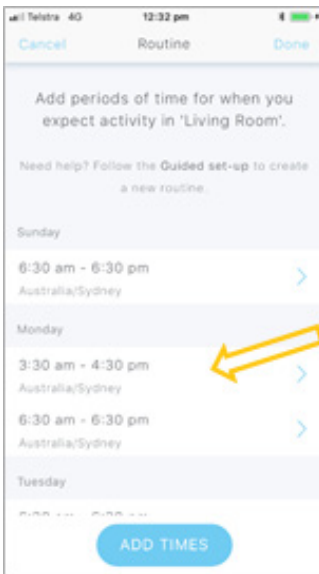 Telstra 4G 12:32 pm
Cancel Routine Done
Add periods of time for when you
expect activity in 'Living Room'.
Need help? Follow the Guided set-up to create
a new routine.
Sunday
6:30 am - 6:30 pm
Australia/Sydney
Monday
3:30 am - 4:30 pm
Australia/Sydney
6:30 am - 6:30 pm
Australia/Sydney
Tuesday
ADD TIMES